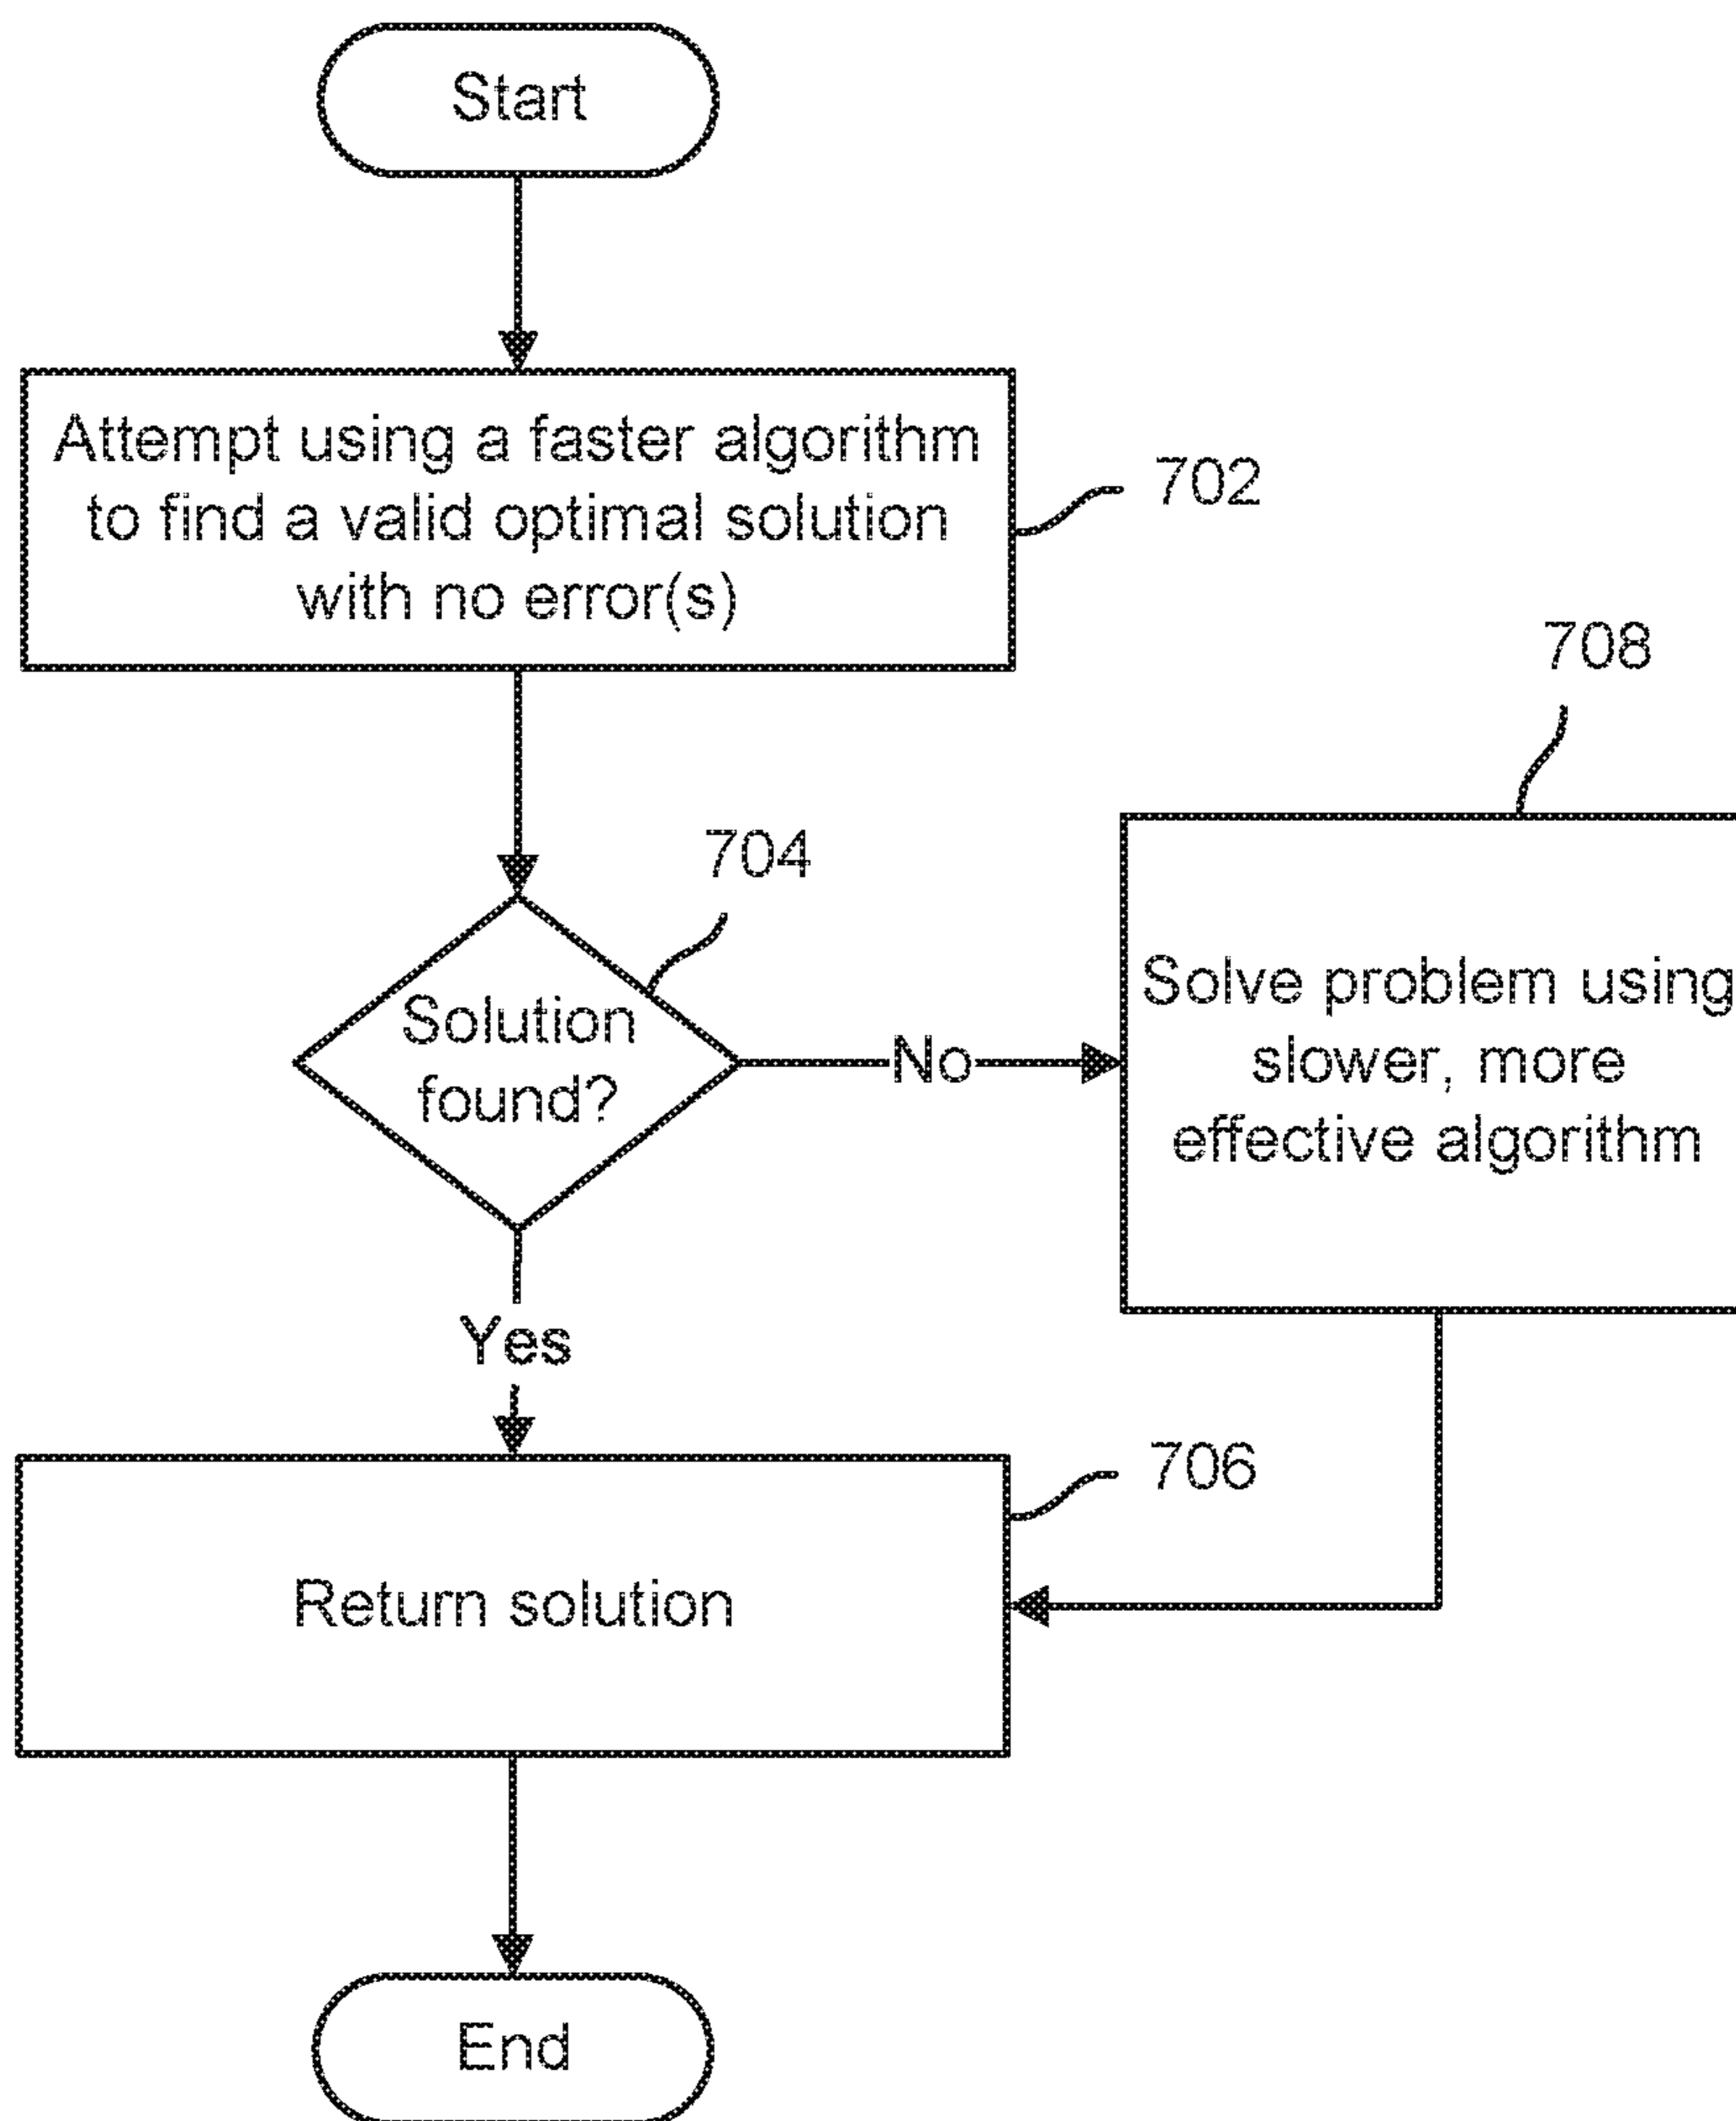 Start
Attempt using a faster algorithm
to find a valid optimal solution
with no error(s)
702
708
704
Solution
found?
No
Solve problem using
slower, more
effective algorithm
Yes
706
Return solution
End